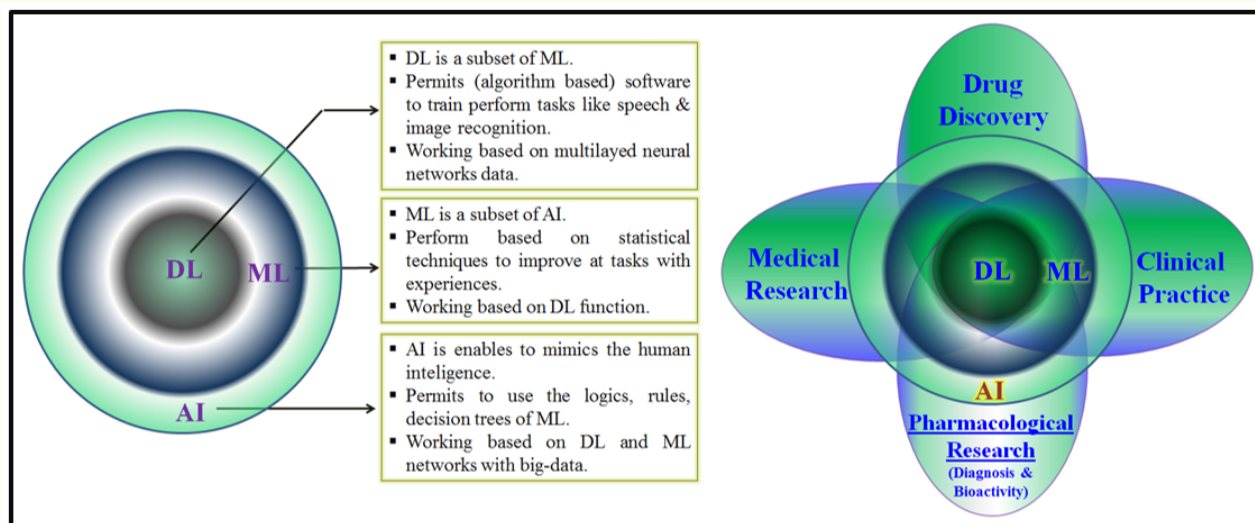 DL
ML
AI
▪ DL is a subset of ML.
▪ Permits (algorithm based) software
to train perform tasks like speech &
image recognition.
▪ Working based on multilayed neural
networks data.
▪ ML is a subset of AI.
▪ Perform based on statistical
techniques to improve at tasks with
experiences.
▪ Working based on DL function.
▪ AI is enables to mimics the human
inteligence.
▪ Permits to use the logics, rules,
decision trees of ML.
▪ Working based on DL and ML
networks with big-data.
Drug
Discovery
Medical
Research
DL
ML
Clinical
Practice
AI
Pharmacological
Research
(Diagnosis &
Bioactivity)